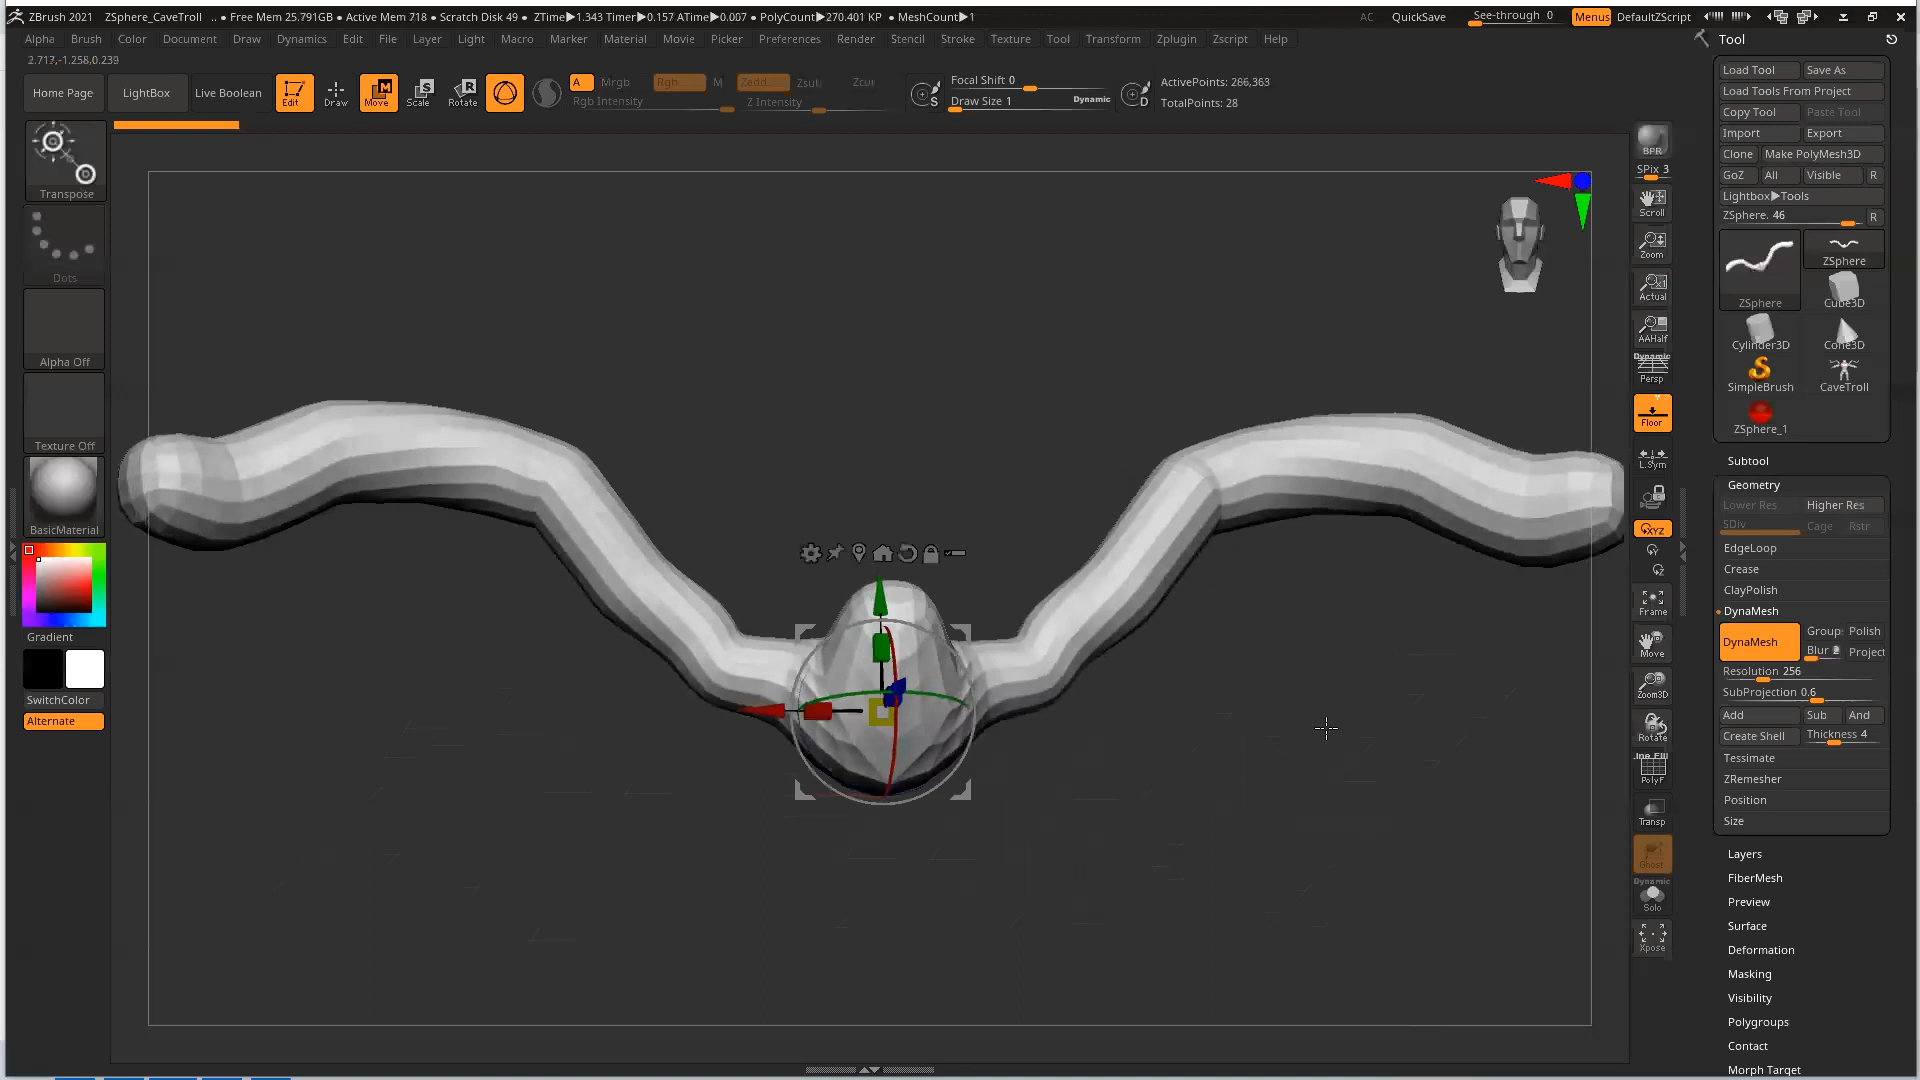 ZBrush 2021 ZSphere_CaveTroll .. ● Free Mem 25.791GB ● Active Mem 718 ● Scratch Disk 49 ● ZTime▶1.343 Timer▶0.157 ATime▶0.007 ● PolyCount▶270.401 KP ● MeshCount▶1
AC QuickSave See-through 0 Menus DefaultZScript
Alpha Brush Color Document Draw Dynamics Edit File Layer Light Macro Marker Material Movie Picker Preferences Render Stencil Stroke Texture Tool Transform Zplugin Zscript Help
2.717,-1.258,0.239
Home Page LightBox Live Boolean Edit Draw Move Scale Rotate
A Mrgb Rgb M Zadd Zsub Zcut
Rgb Intensity Z Intensity
Focal Shift 0
Draw Size 1 Dynamic
S D
ActivePoints: 266,363
TotalPoints: 28
Transpose
Dots
Alpha Off
Texture Off
BasicMaterial
Gradient
SwitchColor
Alternate
BPR
SPix 3
Scroll
Zoom
Actual
AAHalf
Dynamic
Persp
Floor
L.Sym
XYZ
Y
Z
Frame
Move
Zoom3D
Rotate
Line Fill
PolyF
Transp
Ghost
Dynamic
Solo
Xpose
Tool
Load Tool Save As
Load Tools From Project
Copy Tool Paste Tool
Import Export
Clone Make PolyMesh3D
GoZ All Visible R
Lightbox▶Tools
ZSphere. 46 R
ZSphere ZSphere
Cube3D
Cylinder3D Cone3D
SimpleBrush CaveTroll
ZSphere_1
Subtool
Geometry
Lower Res Higher Res
SDiv Cage Rstr
EdgeLoop
Crease
ClayPolish
DynaMesh
DynaMesh Group: Polish
Blur 2 Project
Resolution 256
SubProjection 0.6
Add Sub And
Create Shell Thickness 4
Tessimate
ZRemesher
Position
Size
Layers
FiberMesh
Preview
Surface
Deformation
Masking
Visibility
Polygroups
Contact
Morph Target